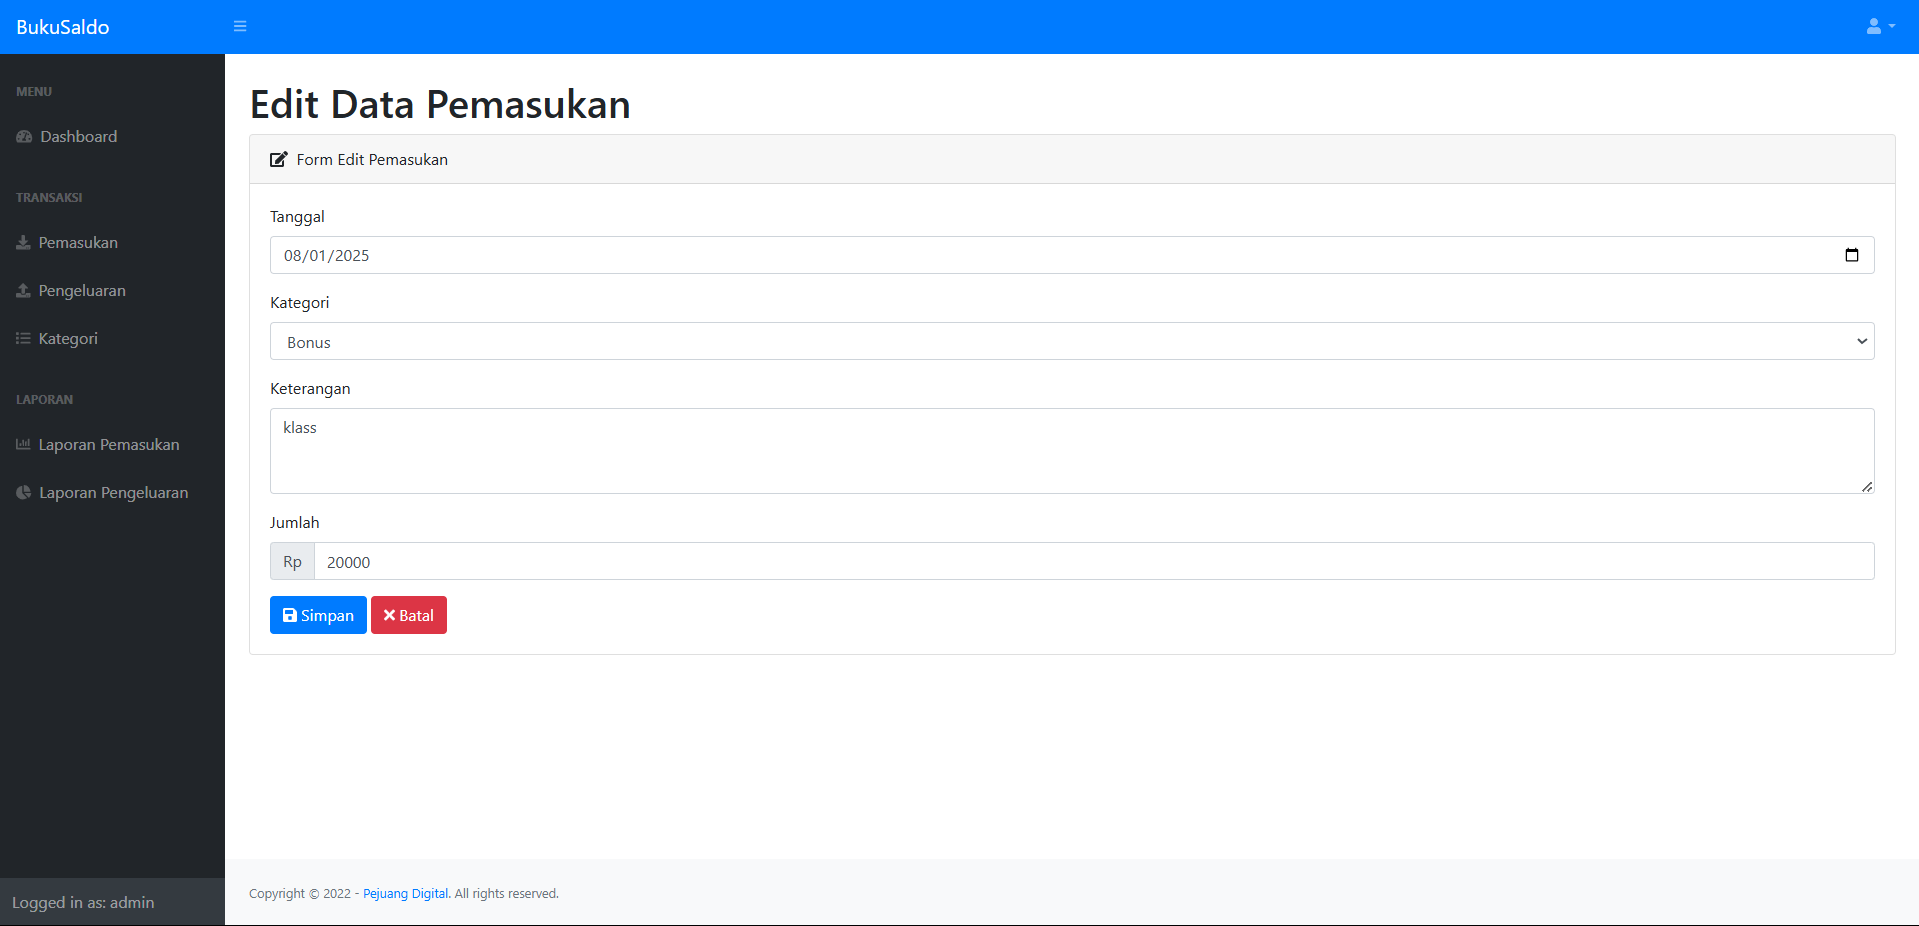 BukuSaldo
MENU
Dashboard
TRANSAKSI
Pemasukan
Pengeluaran
Kategori
LAPORAN
Laporan Pemasukan
Laporan Pengeluaran
Logged in as: admin
Edit Data Pemasukan
Form Edit Pemasukan
Tanggal
08/01/2025
Kategori
Bonus
Keterangan
klass
Jumlah
Rp 20000
Simpan Batal
Copyright © 2022 - Pejuang Digital. All rights reserved.